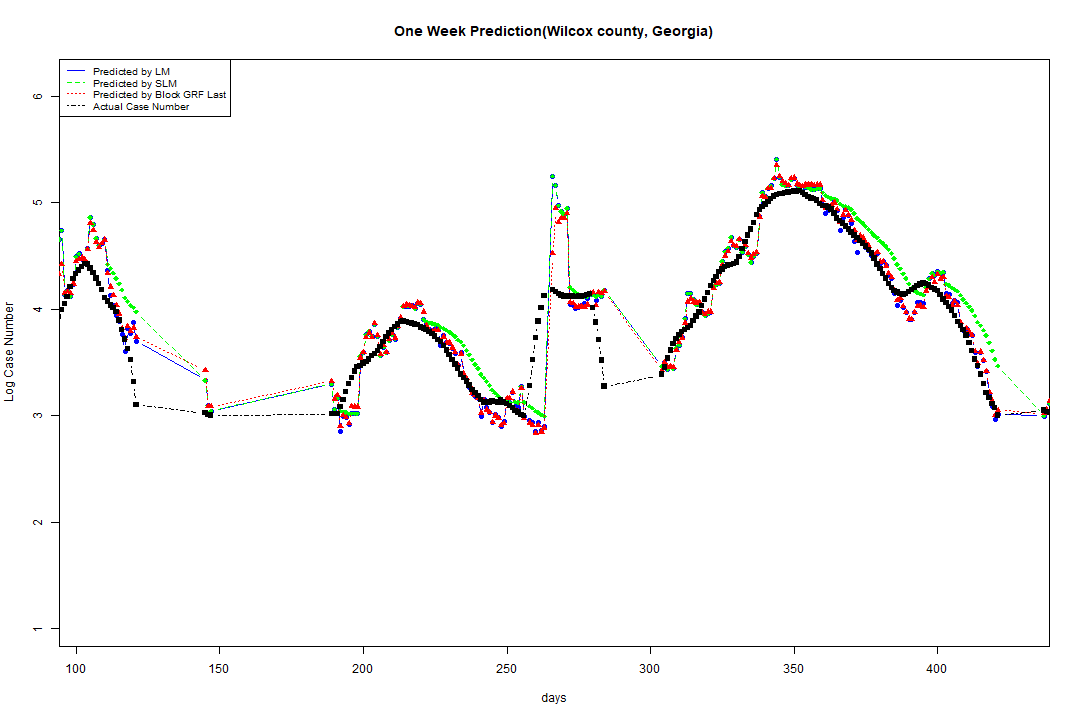 One Week Prediction(Wilcox county, Georgia)
Predicted by LM
Predicted by SLM
Predicted by Block GRF Last
Actual Case Number
6
5
4
3
2
1
Log Case Number
100 150 200 250 300 350 400
days